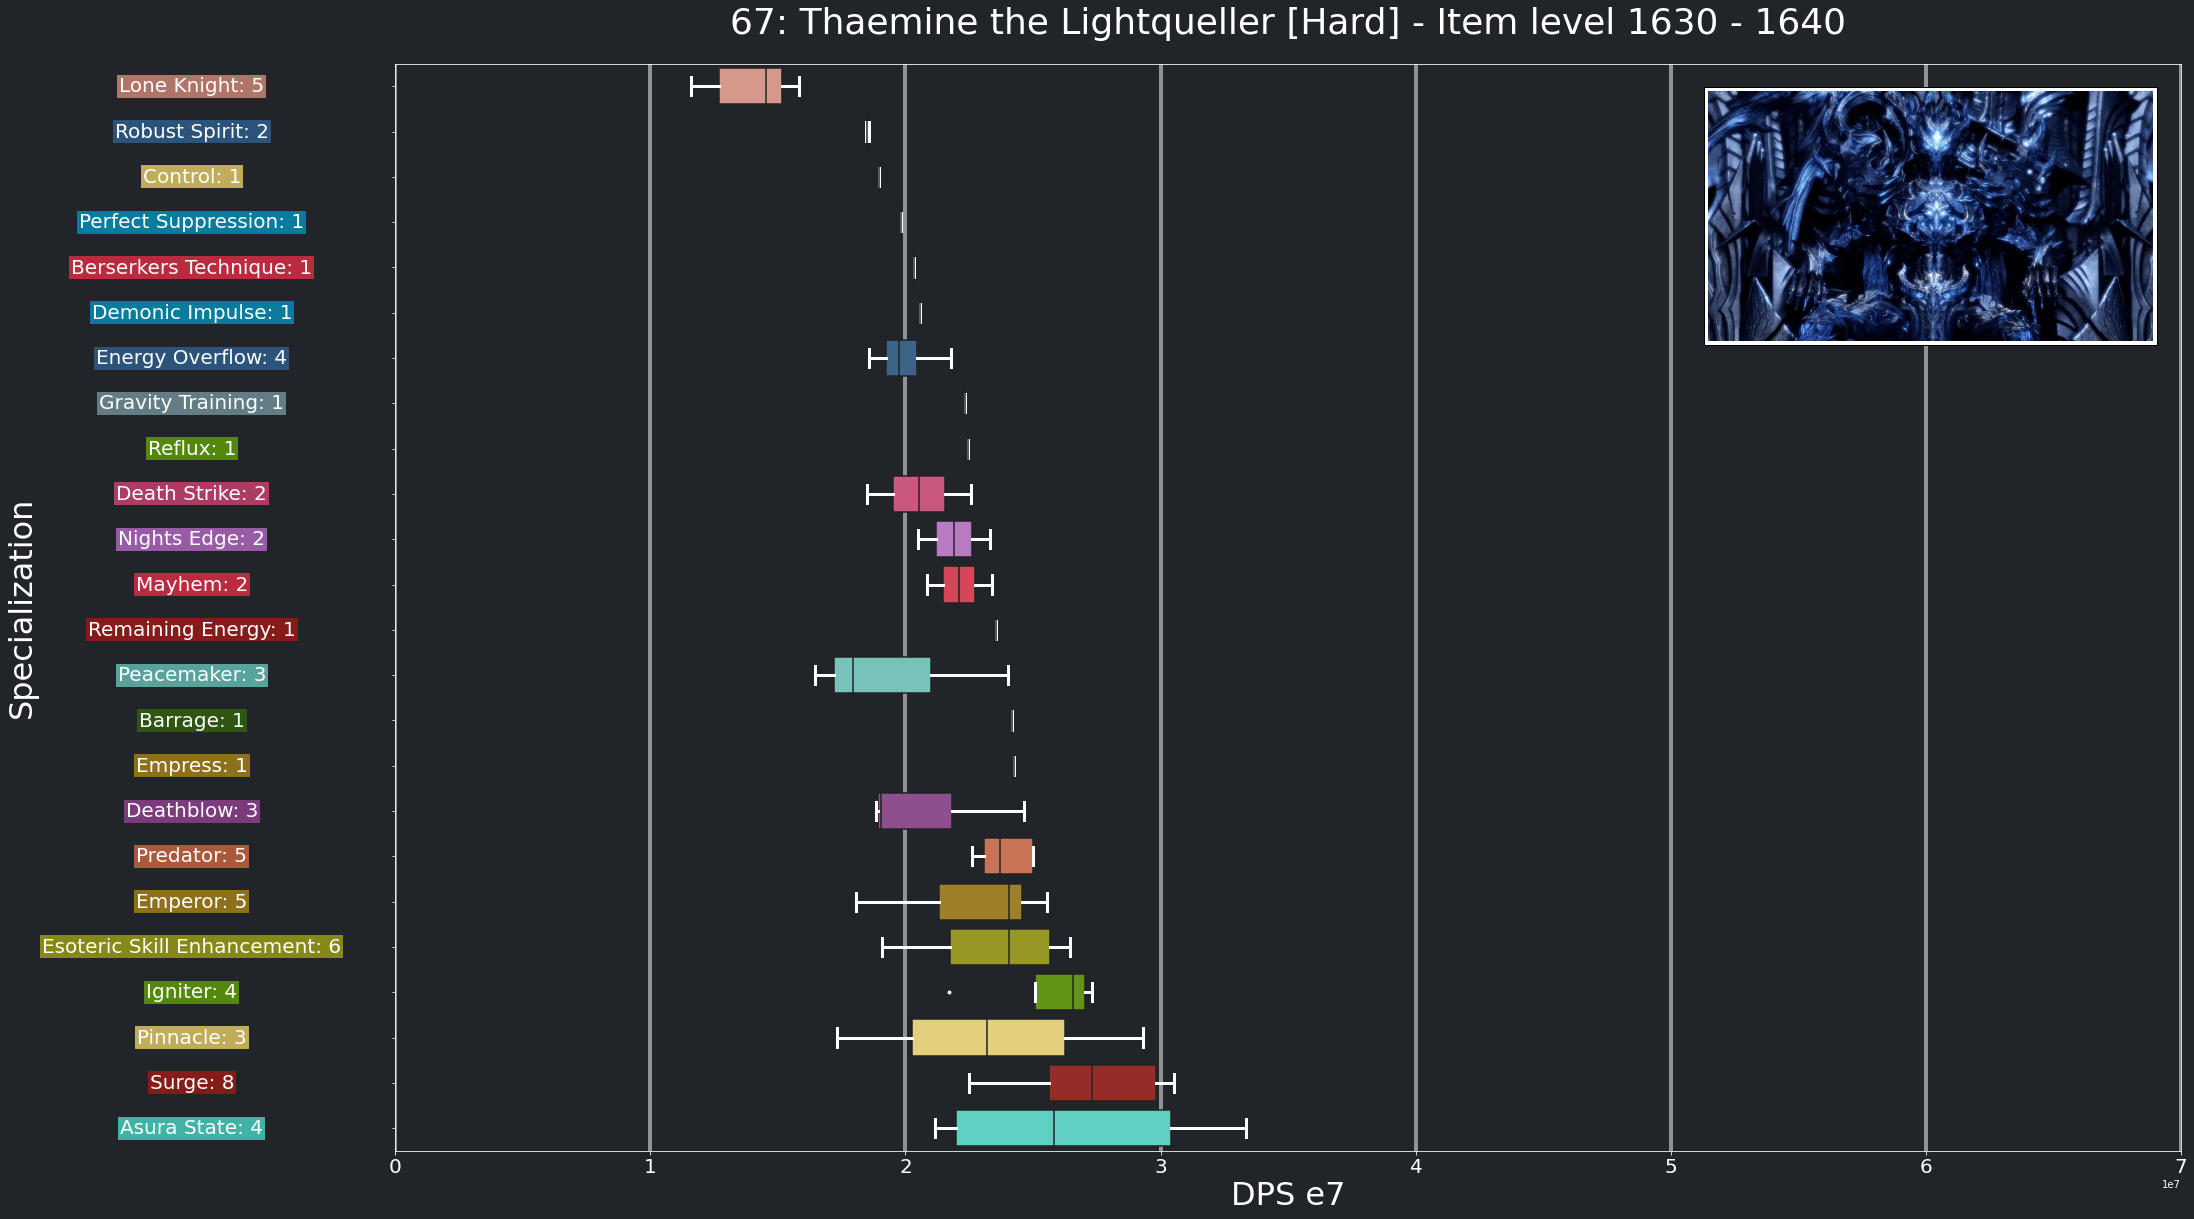 67: Thaemine the Lightqueller [Hard] - Item level 1630 - 1640
Specialization
Lone Knight: 5
Robust Spirit: 2
Control: 1
Perfect Suppression: 1
Berserkers Technique: 1
Demonic Impulse: 1
Energy Overflow: 4
Gravity Training: 1
Reflux: 1
Death Strike: 2
Nights Edge: 2
Mayhem: 2
Remaining Energy: 1
Peacemaker: 3
Barrage: 1
Empress: 1
Deathblow: 3
Predator: 5
Emperor: 5
Esoteric Skill Enhancement: 6
Igniter: 4
Pinnacle: 3
Surge: 8
Asura State: 4
0 1 2 3 4 5 6 7
1e7
DPS e7